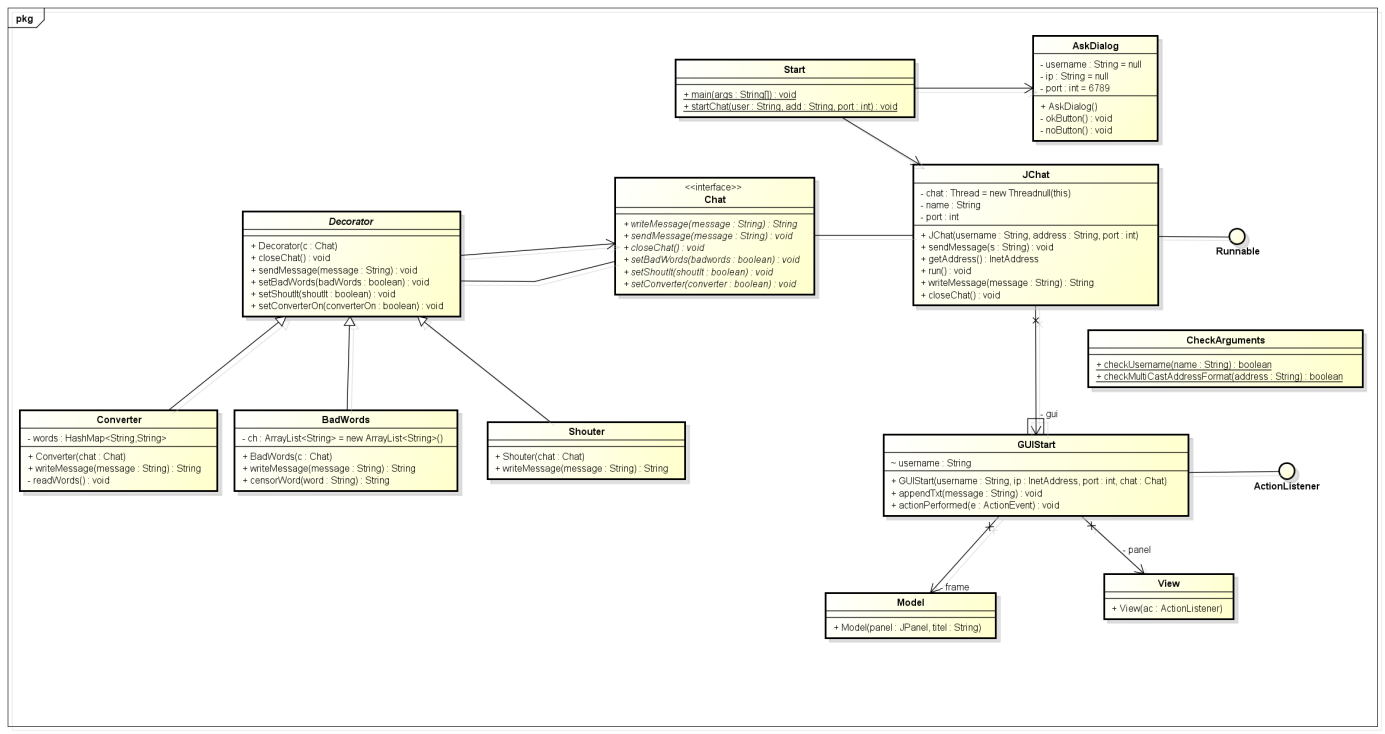 pkg
AskDialog
- username : String = null
- ip : String = null
- port : int = 6789
+ AskDialog()
- okButton() : void
- noButton() : void
Start
+ main(args : String[]) : void
+ startChat(user : String, add : String, port : int) : void
JChat
- chat : Thread = new Threadnull(this)
- name : String
- port : int
+ JChat(username : String, address : String, port : int)
+ sendMessage(s : String) : void
+ getAddress() : InetAddress
+ run() : void
+ writeMessage(message : String) : String
+ closeChat() : void
Runnable
<<interface>>
Chat
+ writeMessage(message : String) : String
+ sendMessage(message : String) : void
+ closeChat() : void
+ setBadWords(badwords : boolean) : void
+ setShoutIt(shoutIt : boolean) : void
+ setConverter(converter : boolean) : void
Decorator
+ Decorator(c : Chat)
+ closeChat() : void
+ sendMessage(message : String) : void
+ setBadWords(badWords : boolean) : void
+ setShoutIt(shoutIt : boolean) : void
+ setConverterOn(converterOn : boolean) : void
CheckArguments
+ checkUsername(name : String) : boolean
+ checkMultiCastAddressFormat(address : String) : boolean
Converter
- words : HashMap<String,String>
+ Converter(chat : Chat)
+ writeMessage(message : String) : String
- readWords() : void
BadWords
- ch : ArrayList<String> = new ArrayList<String>()
+ BadWords(c : Chat)
+ writeMessage(message : String) : String
+ censorWord(word : String) : String
Shouter
+ Shouter(chat : Chat)
+ writeMessage(message : String) : String
- gui
GUIStart
~ username : String
+ GUIStart(username : String, ip : InetAddress, port : int, chat : Chat)
+ appendTxt(message : String) : void
+ actionPerformed(e : ActionEvent) : void
ActionListener
- panel
- frame
View
+ View(ac : ActionListener)
Model
+ Model(panel : JPanel, titel : String)